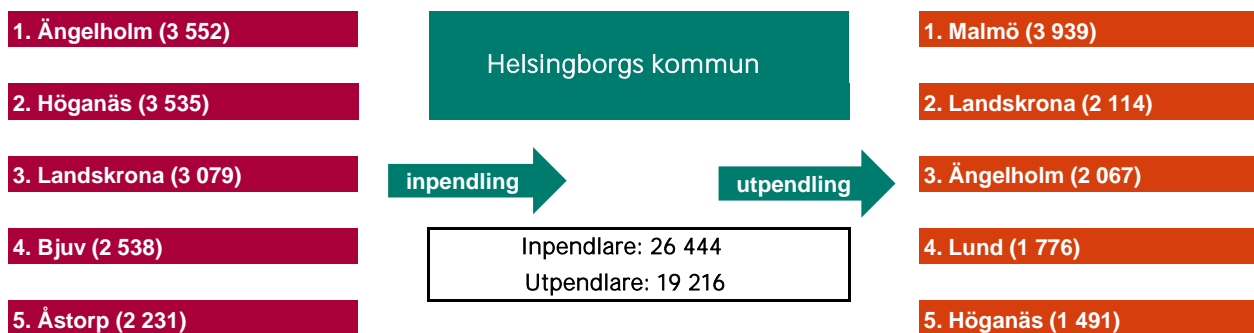 1. Ängelholm (3 552)
2. Höganäs (3 535)
3. Landskrona (3 079)
4. Bjuv (2 538)
5. Åstorp (2 231)
Helsingborgs kommun
inpendling
utpendling
Inpendlare: 26 444
Utpendlare: 19 216
1. Malmö (3 939)
2. Landskrona (2 114)
3. Ängelholm (2 067)
4. Lund (1 776)
5. Höganäs (1 491)